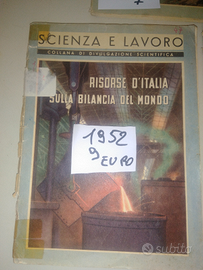 SCIENZA E LAVORO
COLLANA DI DIVULGAZIONE SCIENTIFICA
RISORSE D'ITALIA
SULLA BILANCIA DEL MONDO
1952
9 EURO
subito